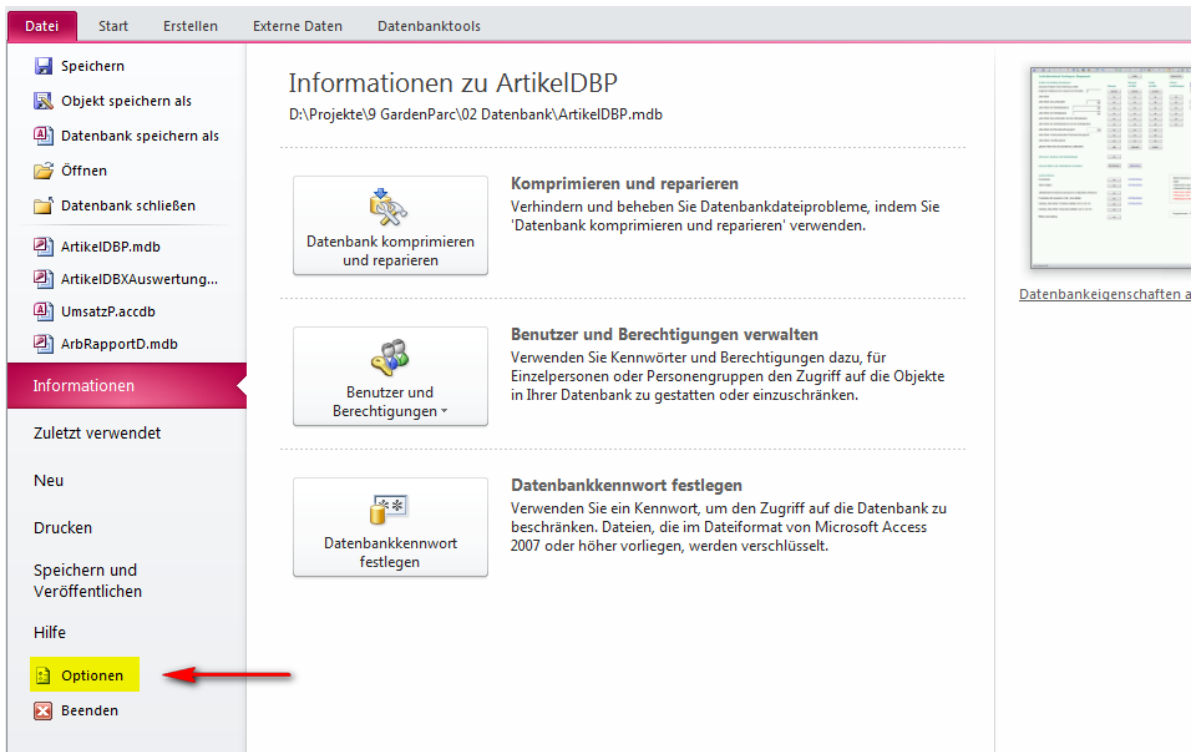 Datei Start Erstellen Externe Daten Datenbanktools
Speichern
Objekt speichern als
Datenbank speichern als
Öffnen
Datenbank schließen
ArtikelDBP.mdb
ArtikelDBXAuswertung...
UmsatzP.accdb
ArbRapportD.mdb
Informationen
Zuletzt verwendet
Neu
Drucken
Speichern und
Veröffentlichen
Hilfe
Optionen
Beenden
Informationen zu ArtikelDBP
D:\Projekte\9 GardenParc\02 Datenbank\ArtikelDBP.mdb
Datenbank komprimieren
und reparieren
Komprimieren und reparieren
Verhindern und beheben Sie Datenbankdateiprobleme, indem Sie
'Datenbank komprimieren und reparieren' verwenden.
Benutzer und
Berechtigungen
Benutzer und Berechtigungen verwalten
Verwenden Sie Kennwörter und Berechtigungen dazu, für
Einzelpersonen oder Personengruppen den Zugriff auf die Objekte
in Ihrer Datenbank zu gestatten oder einzuschränken.
Datenbankkennwort
festlegen
Datenbankkennwort festlegen
Verwenden Sie ein Kennwort, um den Zugriff auf die Datenbank zu
beschränken. Dateien, die im Dateiformat von Microsoft Access
2007 oder höher vorliegen, werden verschlüsselt.
Datenbankeigenschaften a